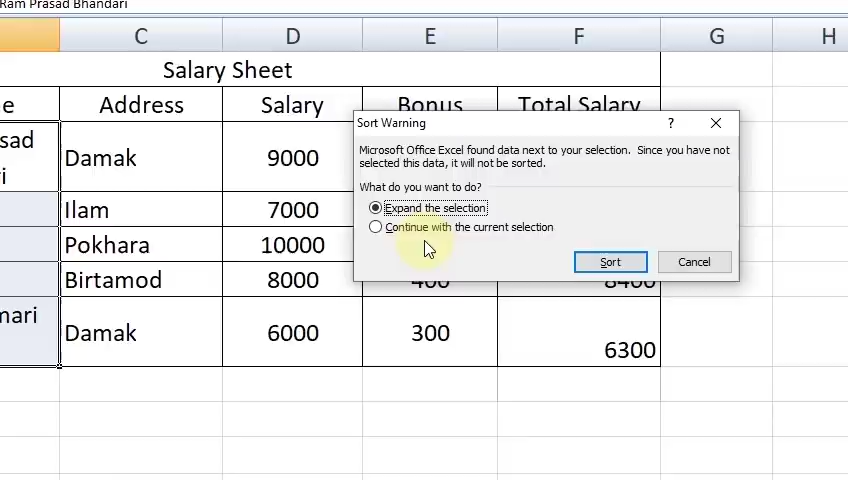 Ram Prasad Bhandari
C D E F G H
Salary Sheet
e Address Salary Bonus Total Salary
sad
i
Damak 9000
Ilam 7000
Pokhara 10000
Birtamod 8000 400 8400
mari
Damak 6000 300
6300
Sort Warning ?
Microsoft Office Excel found data next to your selection. Since you have not
selected this data, it will not be sorted.
What do you want to do?
Expand the selection
Continue with the current selection
Sort Cancel